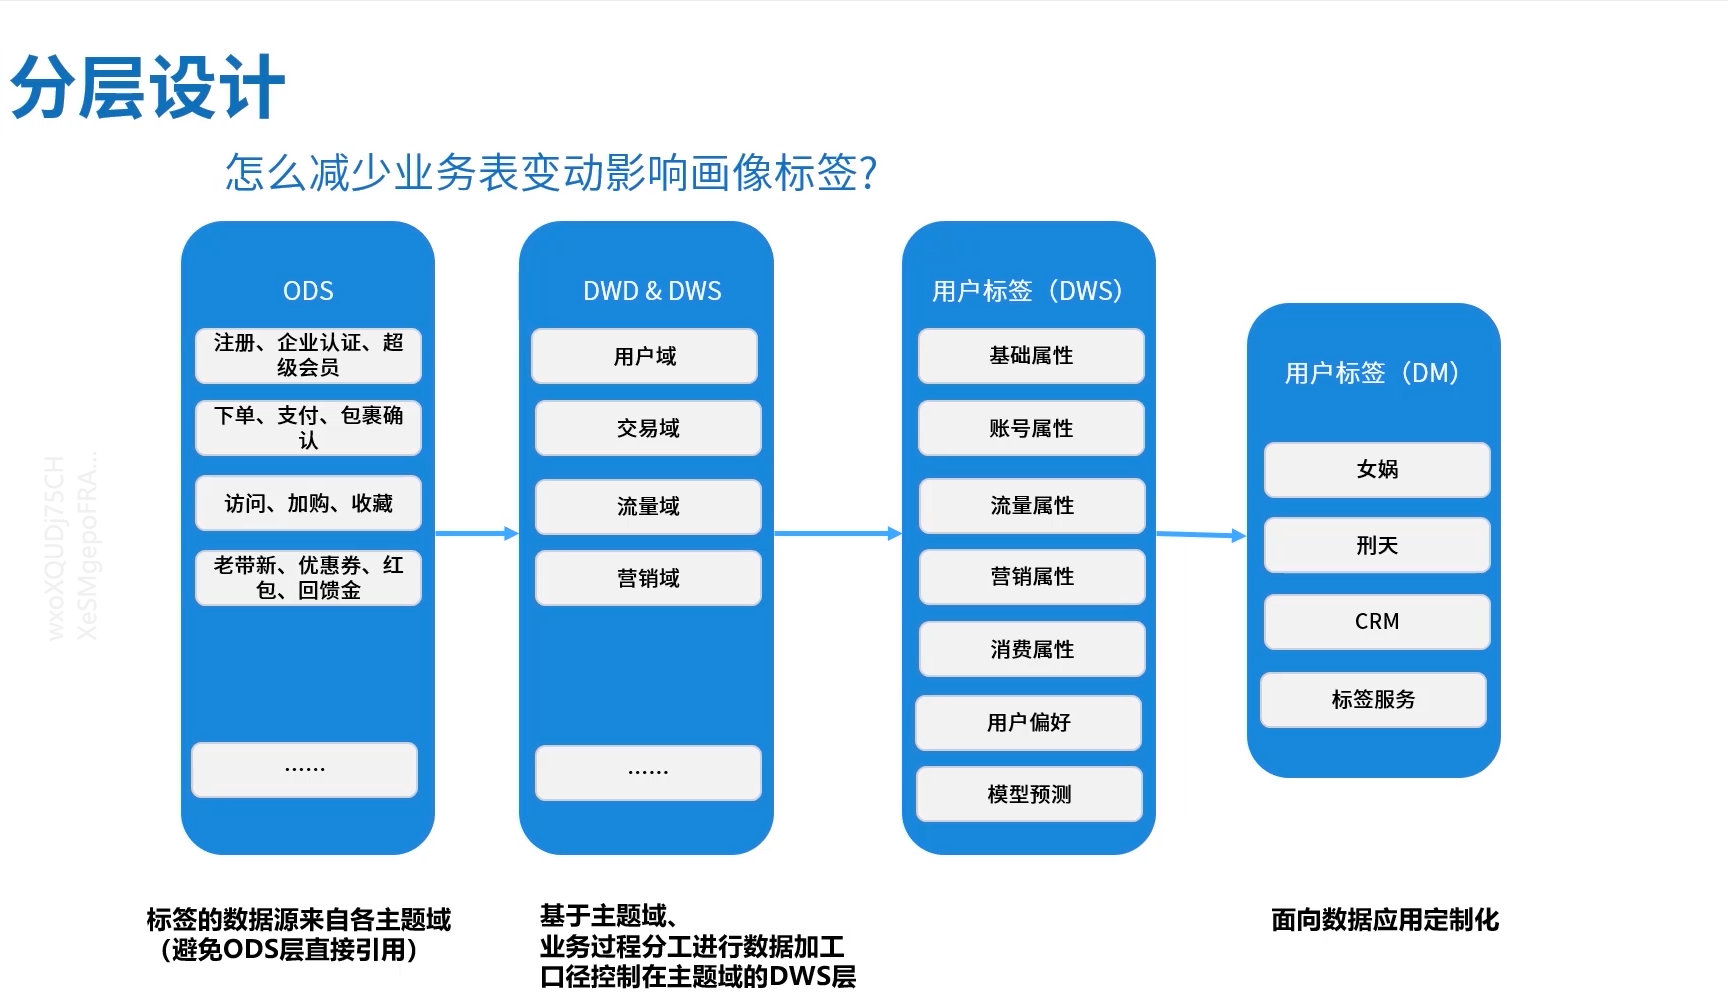 分层设计
怎么减少业务表变动影响画像标签?
ODS
注册、企业认证、超
级会员
下单、支付、包裹确
认
访问、加购、收藏
老带新、优惠券、红
包、回馈金
……
DWD & DWS
用户域
交易域
流量域
营销域
……
用户标签（DWS）
基础属性
账号属性
流量属性
营销属性
消费属性
用户偏好
模型预测
用户标签（DM）
女娲
刑天
CRM
标签服务
标签的数据源来自各主题域
（避免ODS层直接引用）
基于主题域、
业务过程分工进行数据加工
口径控制在主题域的DWS层
面向数据应用定制化
wxoXQUDj75CH
XeSMgepoFRA...